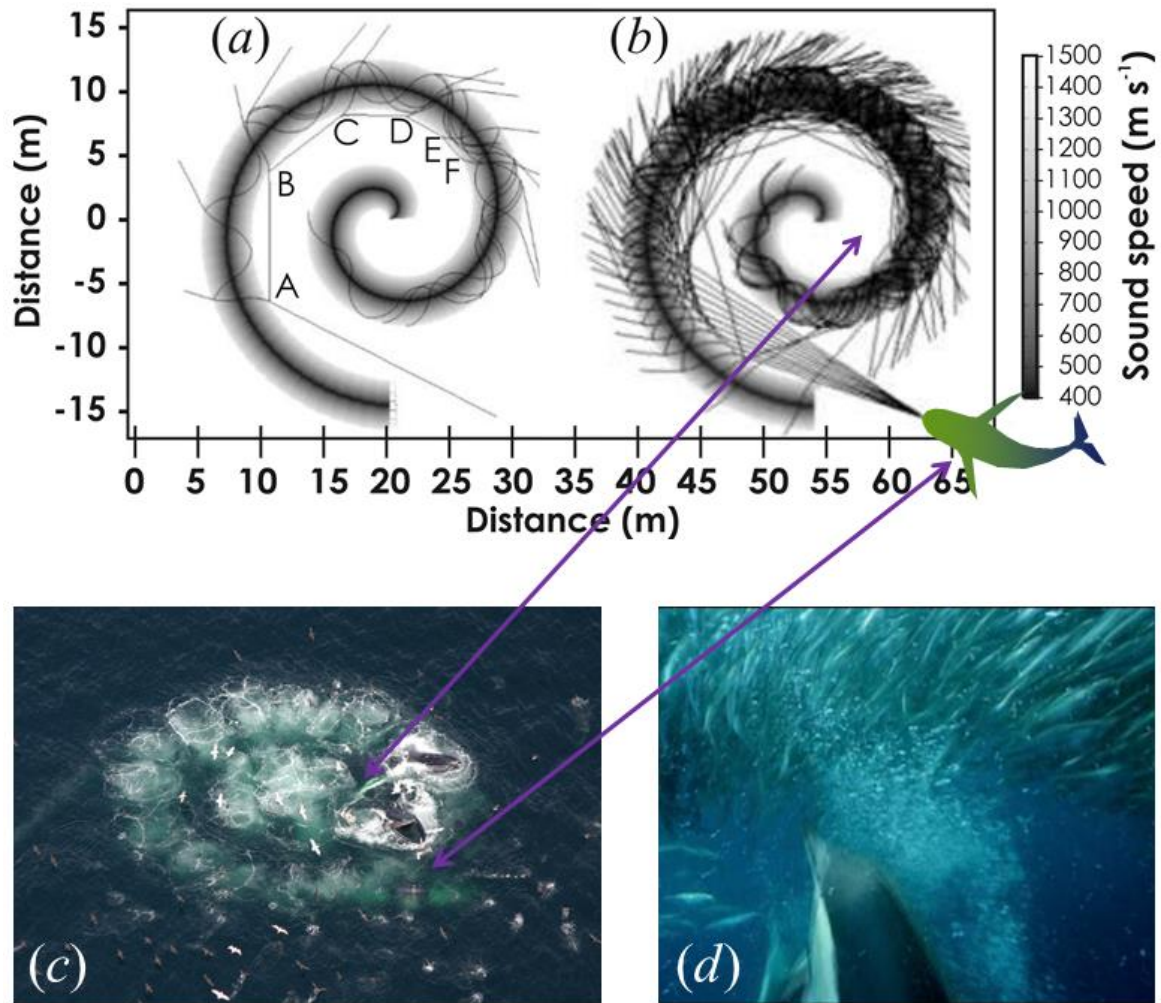 (a)
(b)
15
10
5
0
-5
-10
-15
Distance (m)
A
B
C
D
E
F
0 5 10 15 20 25 30 35 40 45 50 55 60 65
Distance (m)
1500
1400
1300
1200
1100
1000
900
800
700
600
500
400
Sound speed (m s⁻¹)
(c)
(d)